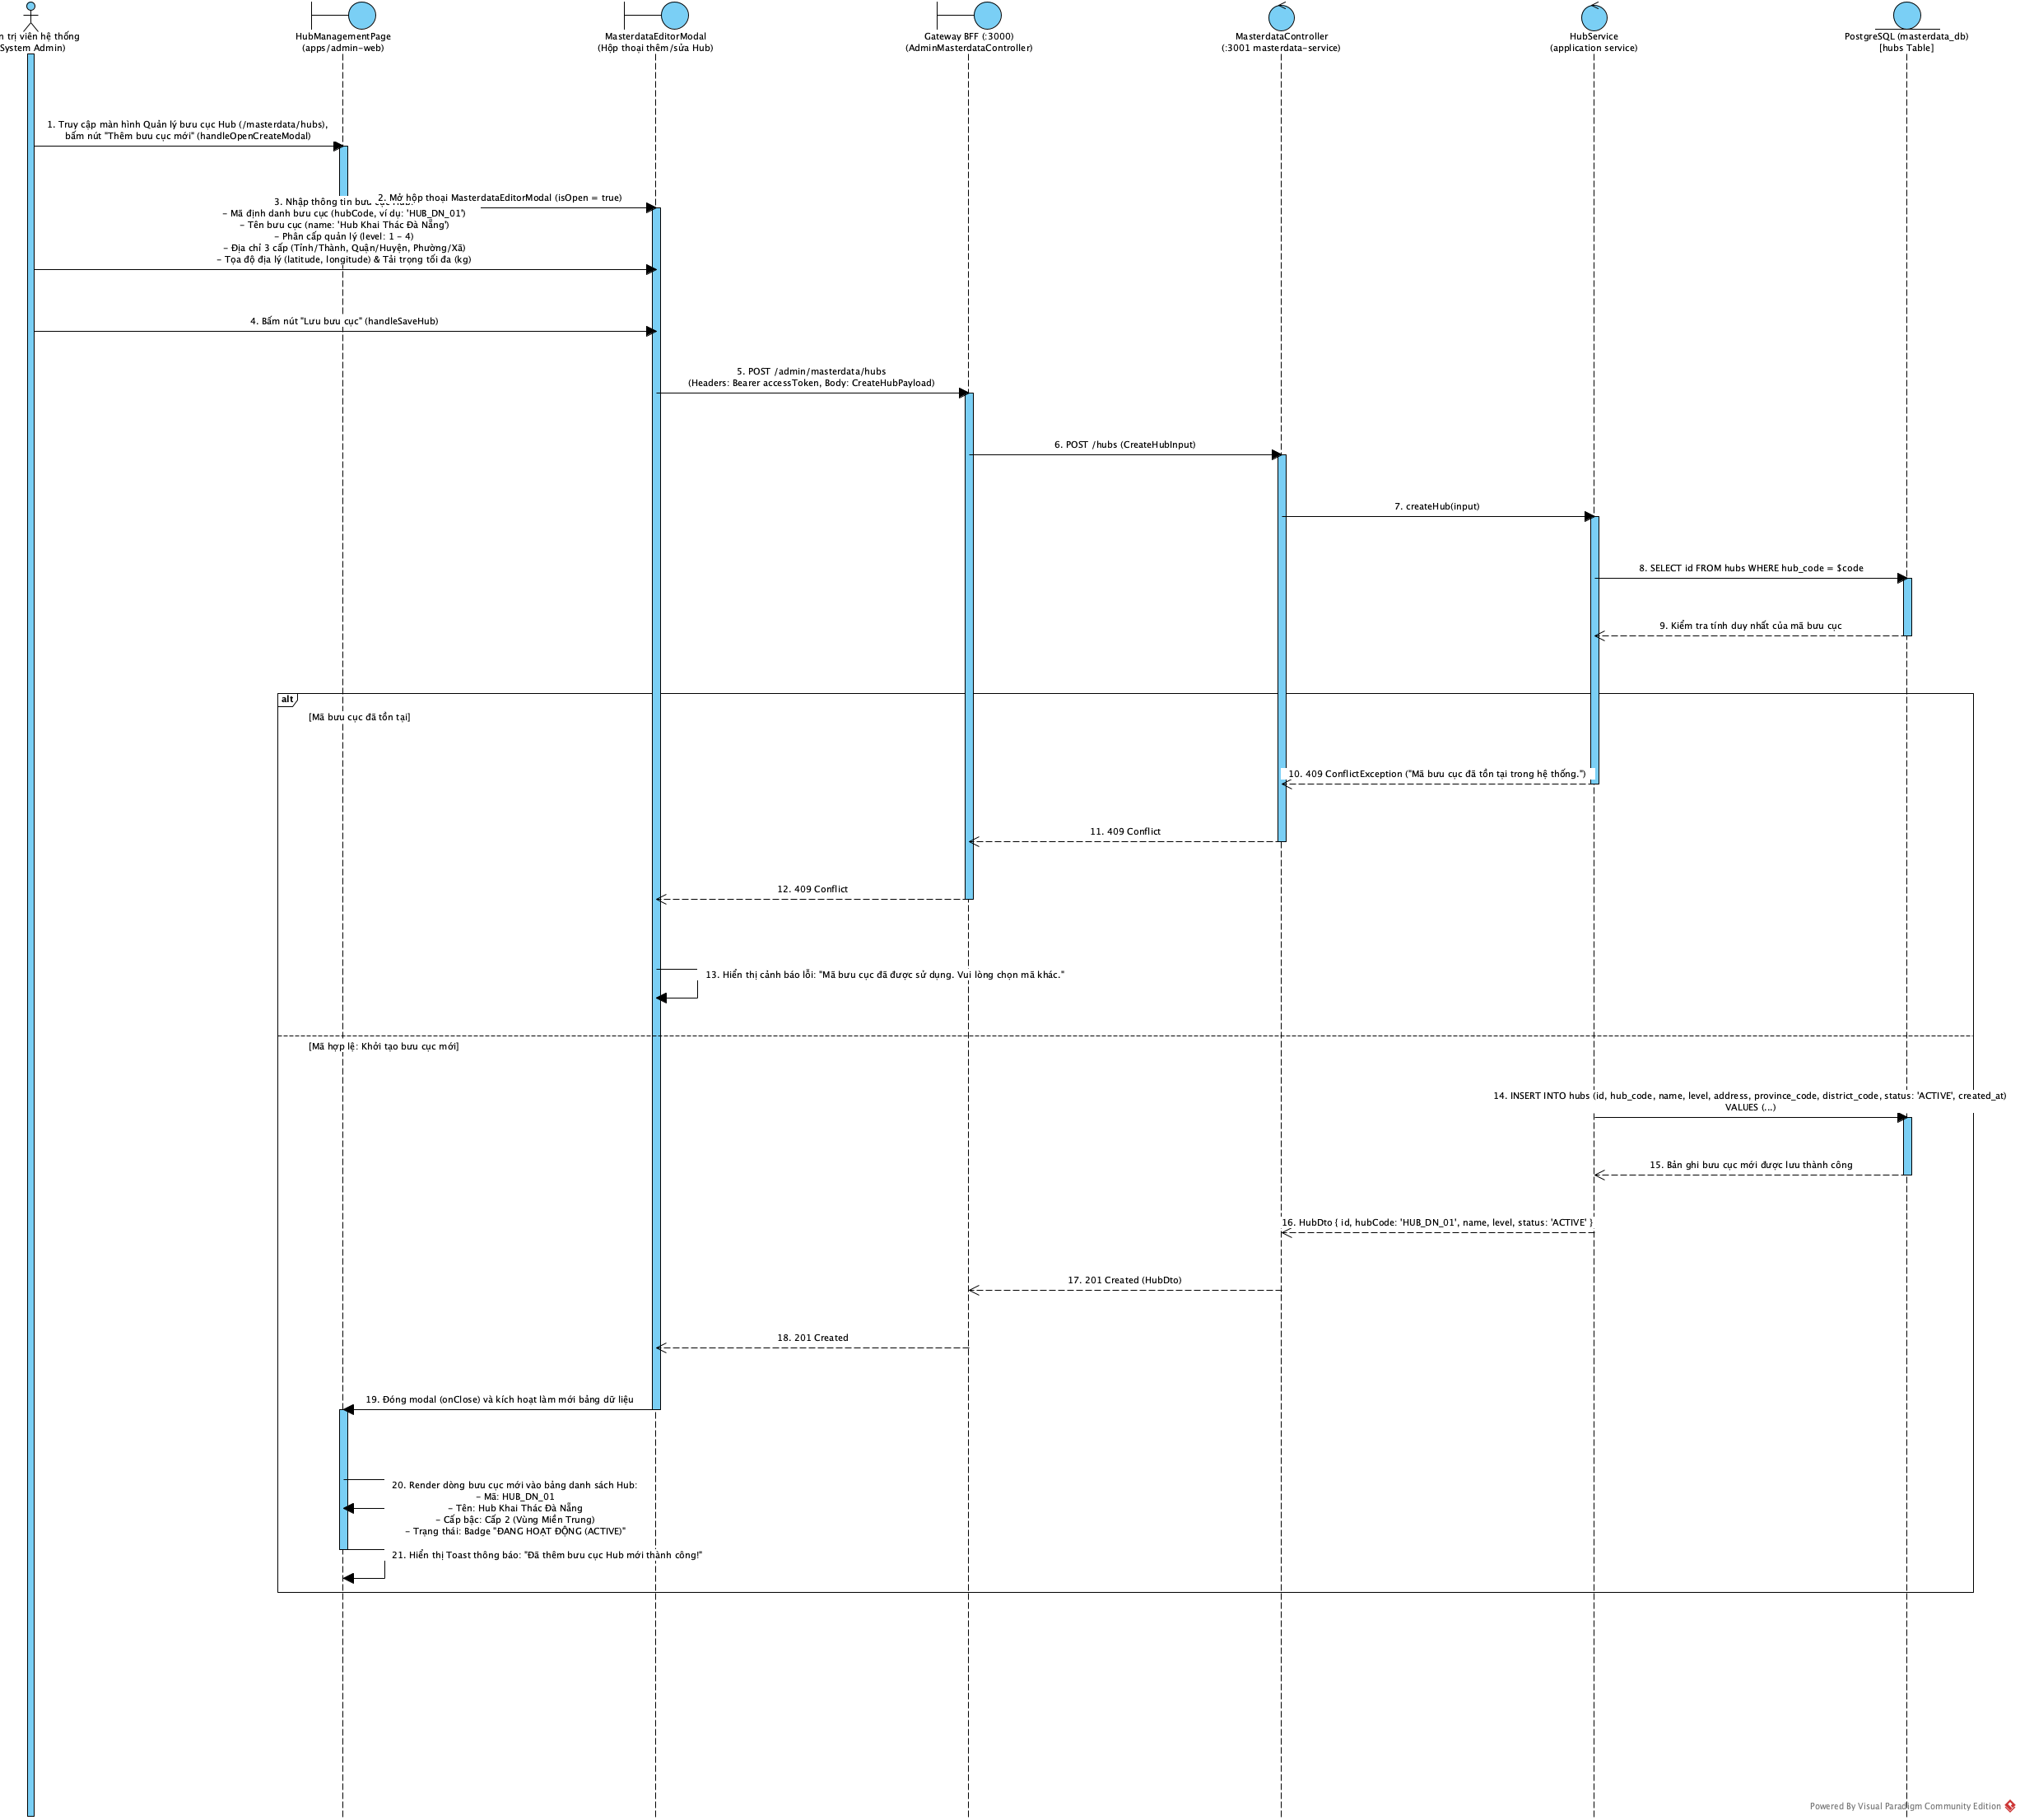 n trị viên hệ thống
System Admin)
HubManagementPage
(apps/admin-web)
MasterdataEditorModal
(Hộp thoại thêm/sửa Hub)
Gateway BFF (:3000)
(AdminMasterdataController)
MasterdataController
(:3001 masterdata-service)
HubService
(application service)
PostgreSQL (masterdata_db)
[hubs Table]
1. Truy cập màn hình Quản lý bưu cục Hub (/masterdata/hubs),
bấm nút "Thêm bưu cục mới" (handleOpenCreateModal)
2. Mở hộp thoại MasterdataEditorModal (isOpen = true)
3. Nhập thông tin bưu cục Hub:
- Mã định danh bưu cục (hubCode, ví dụ: 'HUB_DN_01')
- Tên bưu cục (name: 'Hub Khai Thác Đà Nẵng')
- Phân cấp quản lý (level: 1 - 4)
- Địa chỉ 3 cấp (Tỉnh/Thành, Quận/Huyện, Phường/Xã)
- Tọa độ địa lý (latitude, longitude) & Tải trọng tối đa (kg)
4. Bấm nút "Lưu bưu cục" (handleSaveHub)
5. POST /admin/masterdata/hubs
(Headers: Bearer accessToken, Body: CreateHubPayload)
6. POST /hubs (CreateHubInput)
7. createHub(input)
8. SELECT id FROM hubs WHERE hub_code = $code
9. Kiểm tra tính duy nhất của mã bưu cục
alt
[Mã bưu cục đã tồn tại]
10. 409 ConflictException ("Mã bưu cục đã tồn tại trong hệ thống.")
11. 409 Conflict
12. 409 Conflict
13. Hiển thị cảnh báo lỗi: "Mã bưu cục đã được sử dụng. Vui lòng chọn mã khác."
[Mã hợp lệ: Khởi tạo bưu cục mới]
14. INSERT INTO hubs (id, hub_code, name, level, address, province_code, district_code, status: 'ACTIVE', created_at)
VALUES (...)
15. Bản ghi bưu cục mới được lưu thành công
16. HubDto { id, hubCode: 'HUB_DN_01', name, level, status: 'ACTIVE' }
17. 201 Created (HubDto)
18. 201 Created
19. Đóng modal (onClose) và kích hoạt làm mới bảng dữ liệu
20. Render dòng bưu cục mới vào bảng danh sách Hub:
- Mã: HUB_DN_01
- Tên: Hub Khai Thác Đà Nẵng
- Cấp bậc: Cấp 2 (Vùng Miền Trung)
- Trạng thái: Badge "ĐANG HOẠT ĐỘNG (ACTIVE)"
21. Hiển thị Toast thông báo: "Đã thêm bưu cục Hub mới thành công!"
Powered By Visual Paradigm Community Edition